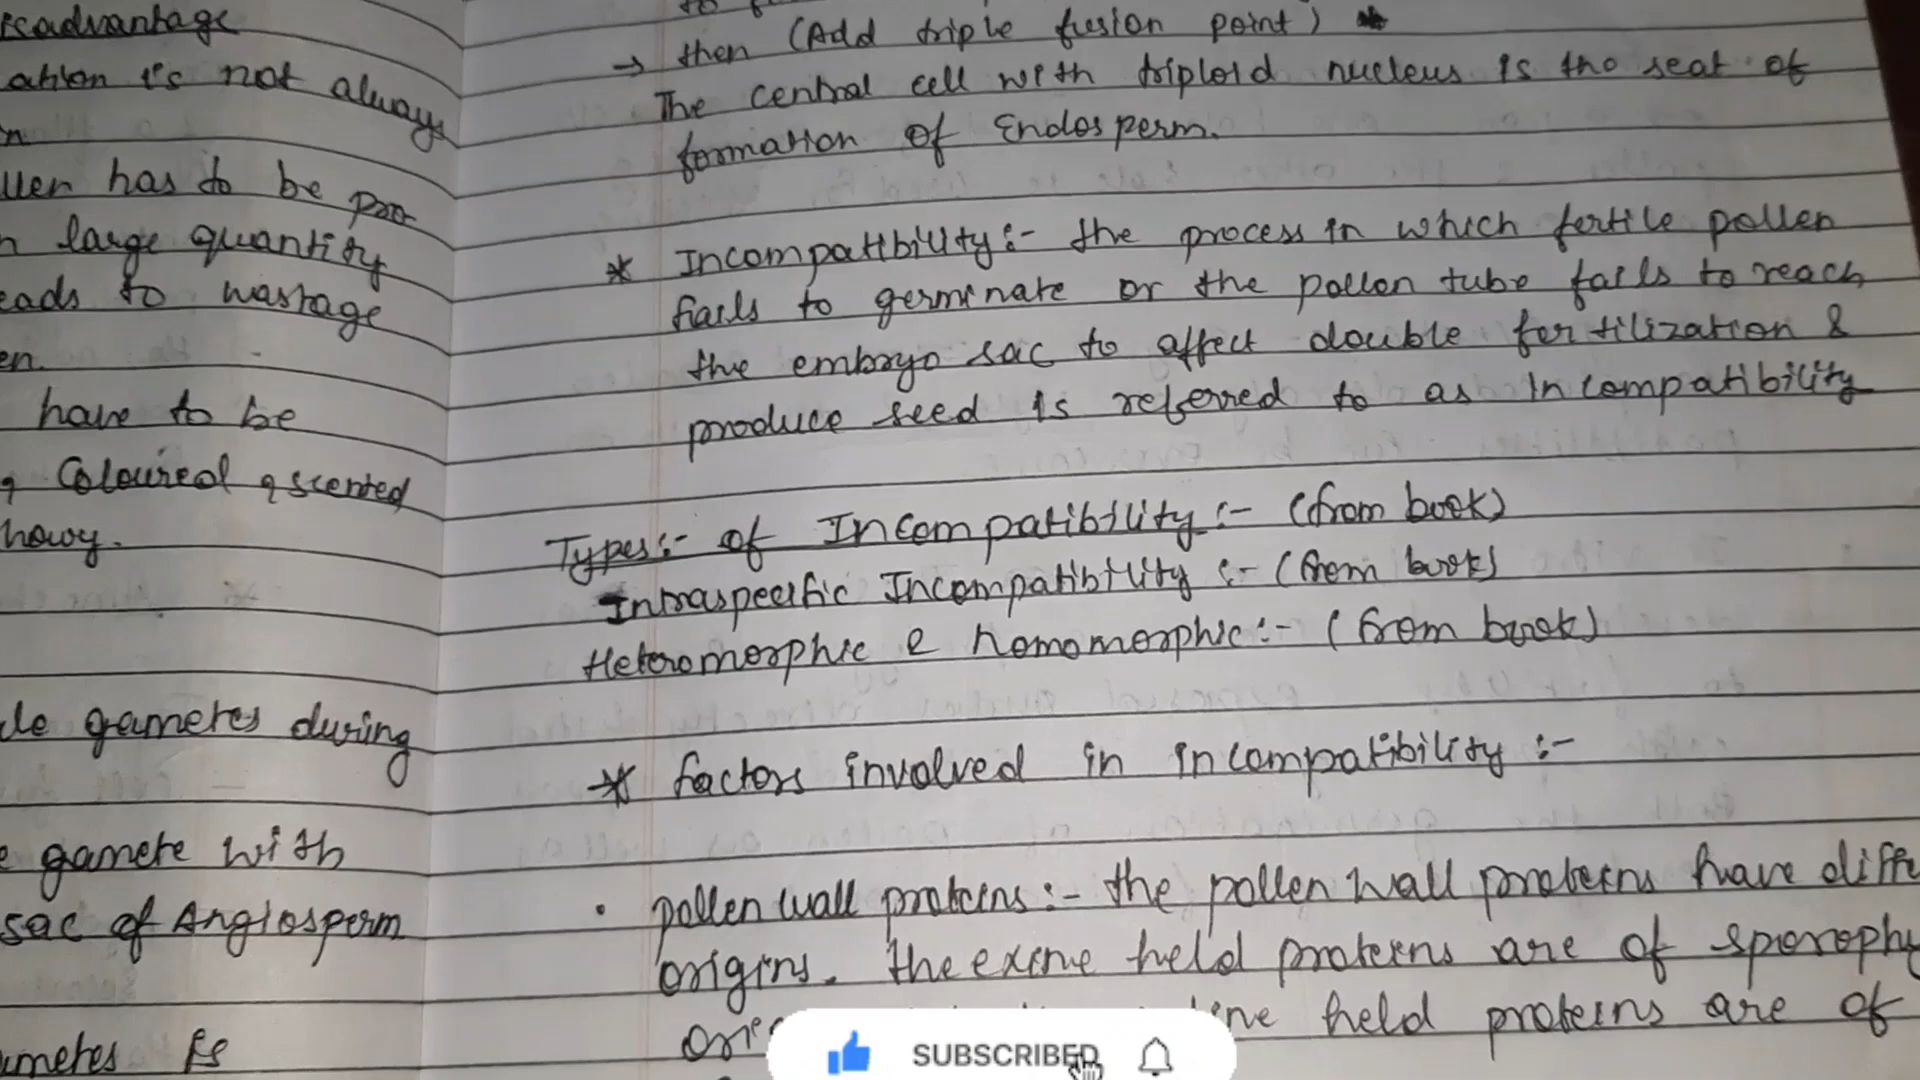 sadvantage
ation is not always
n
llen has to be pro-
n large quantity
eads to wastage
en.
have to be
g Coloured & scented
howy.
le gametes during
e gamete with
sac of Angiosperm
metes is
→ then (Add triple fusion point)
The central cell with triploid nucleus is the seat of
formation of Endosperm.
* Incompatibility :- the process in which fertile pollen
fails to germinate or the pollen tube fails to reach
the embryo sac to affect double fertilization &
produce seed is referred to as incompatibility
Types :- of Incompatibility :- (from book)
Intraspecific Incompatibility :- (from book)
Heteromorphic & homomorphic :- (from book)
* factors involved in incompatibility :-
• pollen wall proteins :- the pollen wall proteins have diffe
origins. the exine held proteins are of sporophy
ori ine held proteins are of
SUBSCRIBED